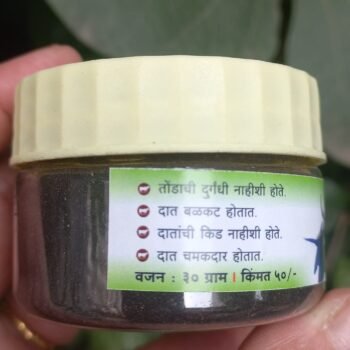 तोंडाची दुर्गंधी नाहीशी होते.
दात बळकट होतात.
दातांची किड नाहीशी होते.
दात चमकदार होतात.
वजन : ३० ग्राम । किंमत ५०/-